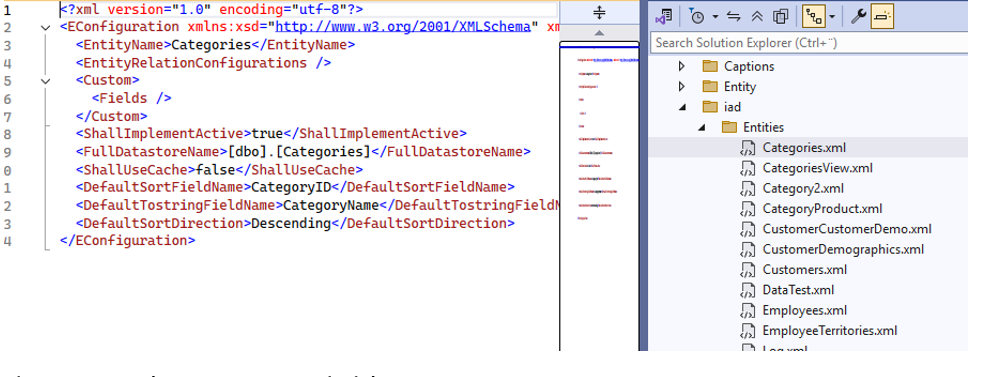 1 <?xml version="1.0" encoding="utf-8"?>
2 <EConfiguration xmlns:xsd="http://www.w3.org/2001/XMLSchema"
3 <EntityName>Categories</EntityName>
4 <EntityRelationConfigurations />
5 <Custom>
6 <Fields />
7 </Custom>
8 <ShallImplementActive>true</ShallImplementActive>
9 <FullDatastoreName>[dbo].[Categories]</FullDatastoreName>
0 <ShallUseCache>false</ShallUseCache>
1 <DefaultSortFieldName>CategoryID</DefaultSortFieldName>
2 <DefaultTostringFieldName>CategoryName</DefaultTostringFieldN
3 <DefaultSortDirection>Descending</DefaultSortDirection>
4 </EConfiguration>
Search Solution Explorer (Ctrl+¨)
Captions
Entity
iad
Entities
Categories.xml
CategoriesView.xml
Category2.xml
CategoryProduct.xml
CustomerCustomerDemo.xml
CustomerDemographics.xml
Customers.xml
DataTest.xml
Employees.xml
EmployeeTerritories.xml